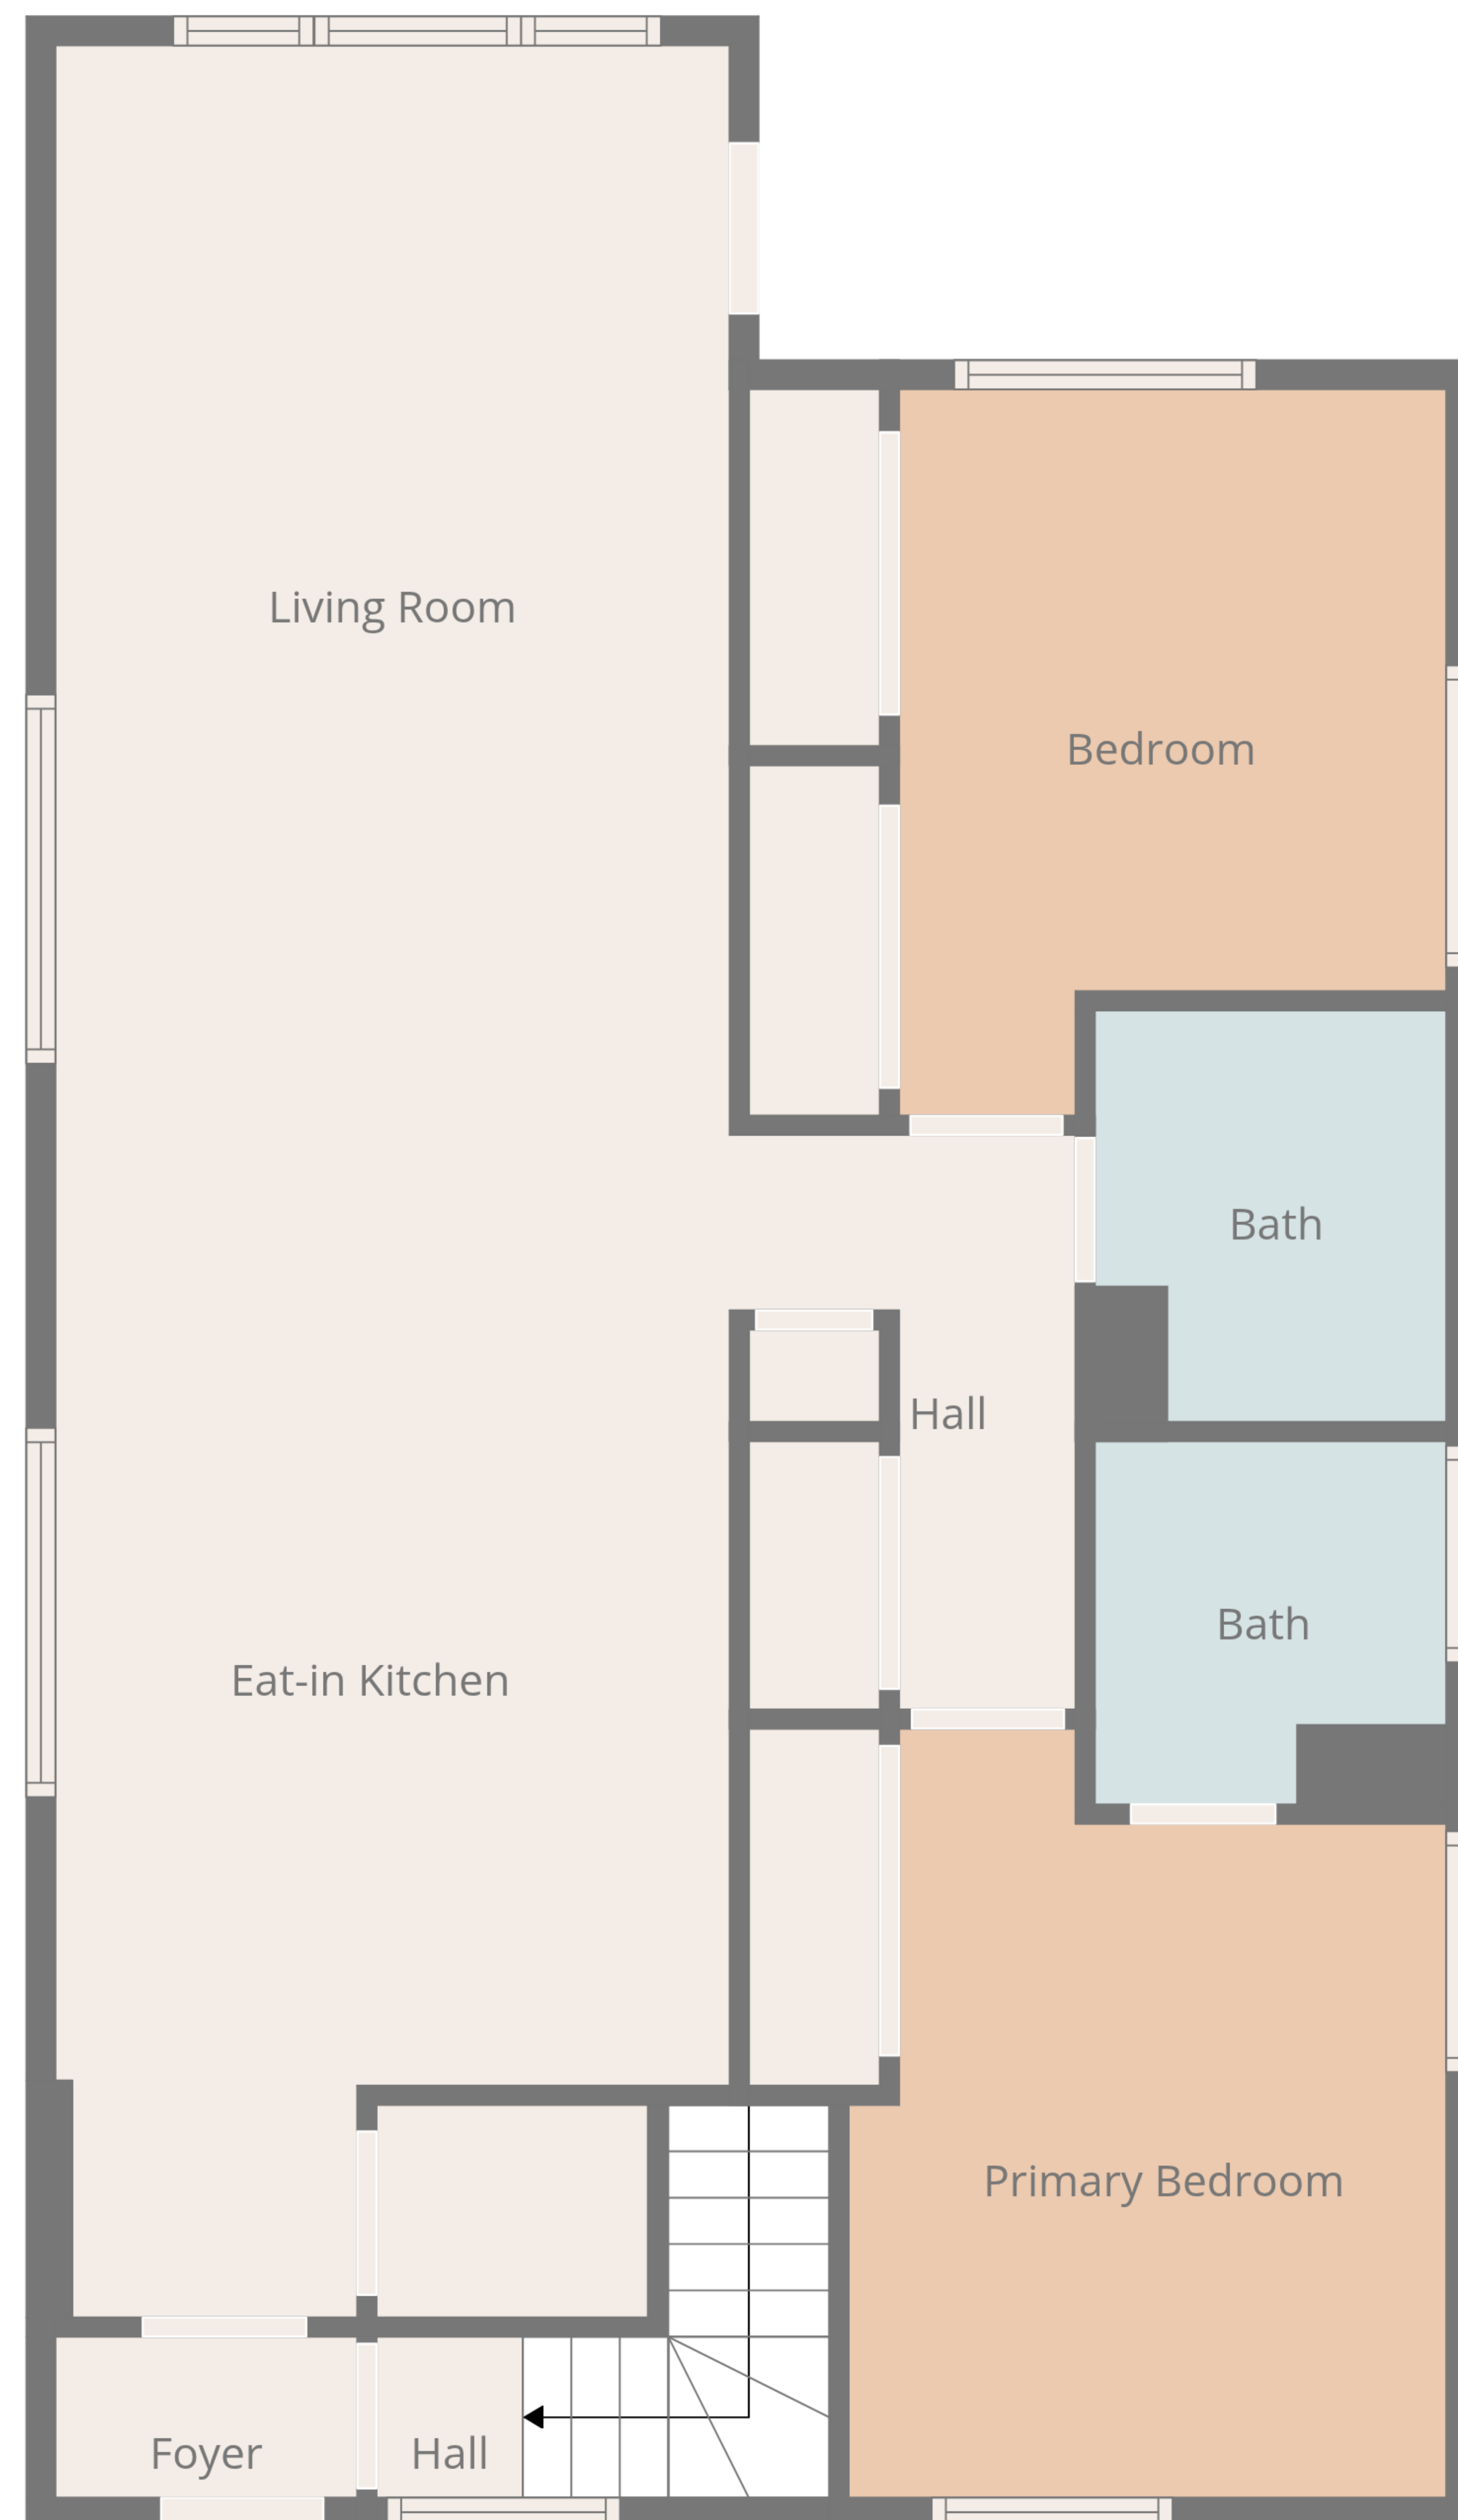 Living Room
Bedroom
Bath
Hall
Bath
Eat-in Kitchen
Primary Bedroom
Foyer
Hall